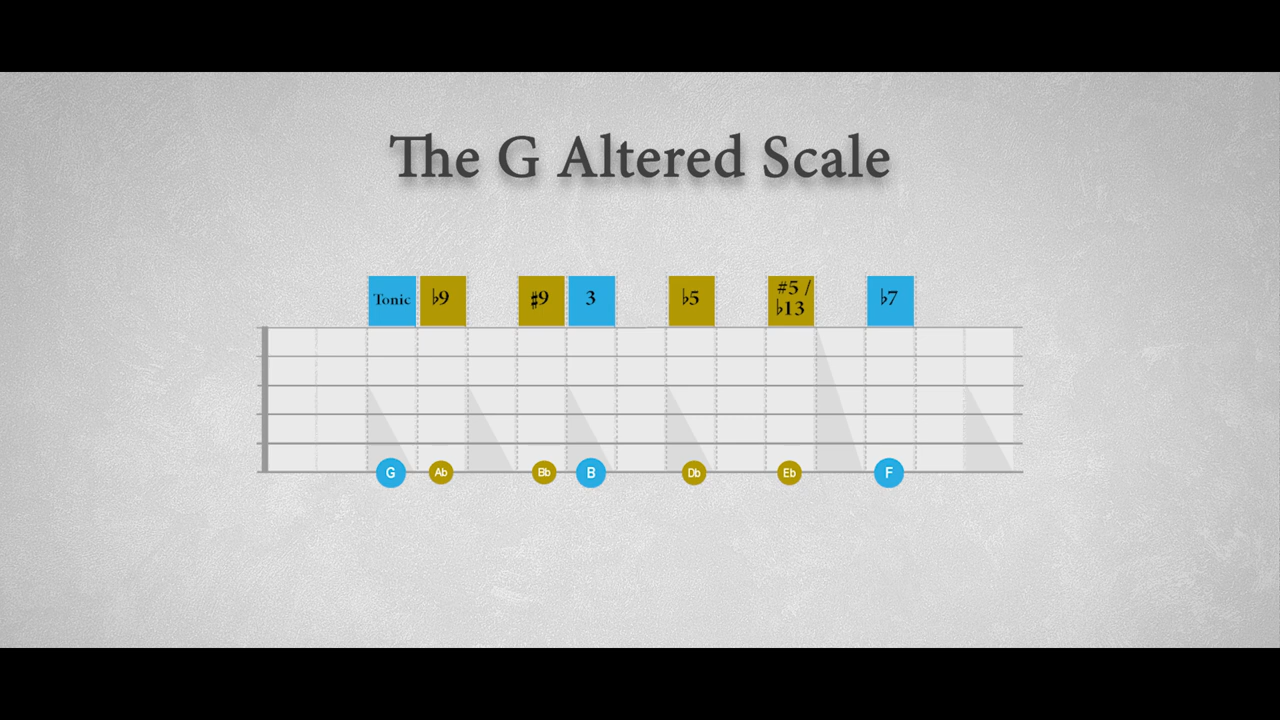 The G Altered Scale
Tonic ♭9 ♯9 3 ♭5 #5 / ♭13 ♭7
G Ab Bb B Db Eb F